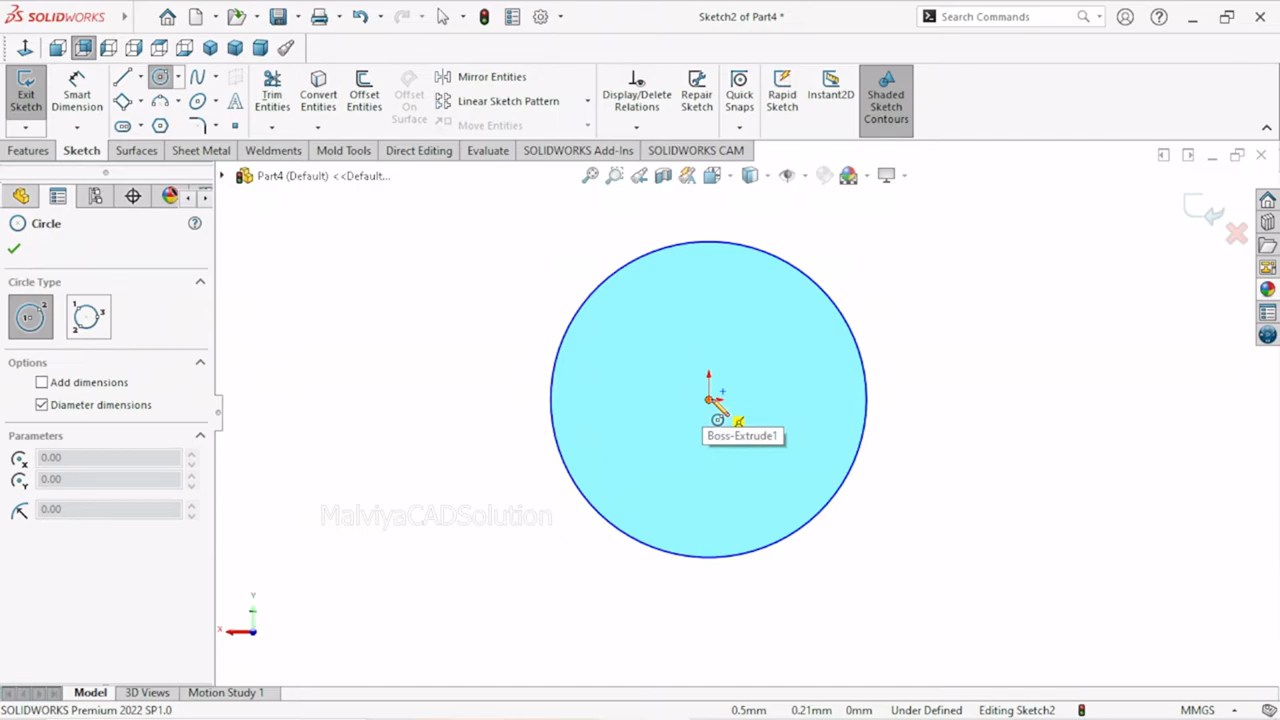 SOLIDWORKS
Sketch2 of Part4 *
Search Commands
Exit Sketch
Smart Dimension
Trim Entities
Convert Entities
Offset Entities
Offset On Surface
Mirror Entities
Linear Sketch Pattern
Move Entities
Display/Delete Relations
Repair Sketch
Quick Snaps
Rapid Sketch
Instant2D
Shaded Sketch Contours
Features
Sketch
Surfaces
Sheet Metal
Weldments
Mold Tools
Direct Editing
Evaluate
SOLIDWORKS Add-Ins
SOLIDWORKS CAM
Part4 (Default) <<Default...
Circle
Circle Type
Options
Add dimensions
Diameter dimensions
Parameters
0.00
0.00
0.00
Boss-Extrude1
MalviyaCADSolution
Y
X
Model
3D Views
Motion Study 1
SOLIDWORKS Premium 2022 SP1.0
0.5mm
0.21mm
0mm
Under Defined
Editing Sketch2
MMGS